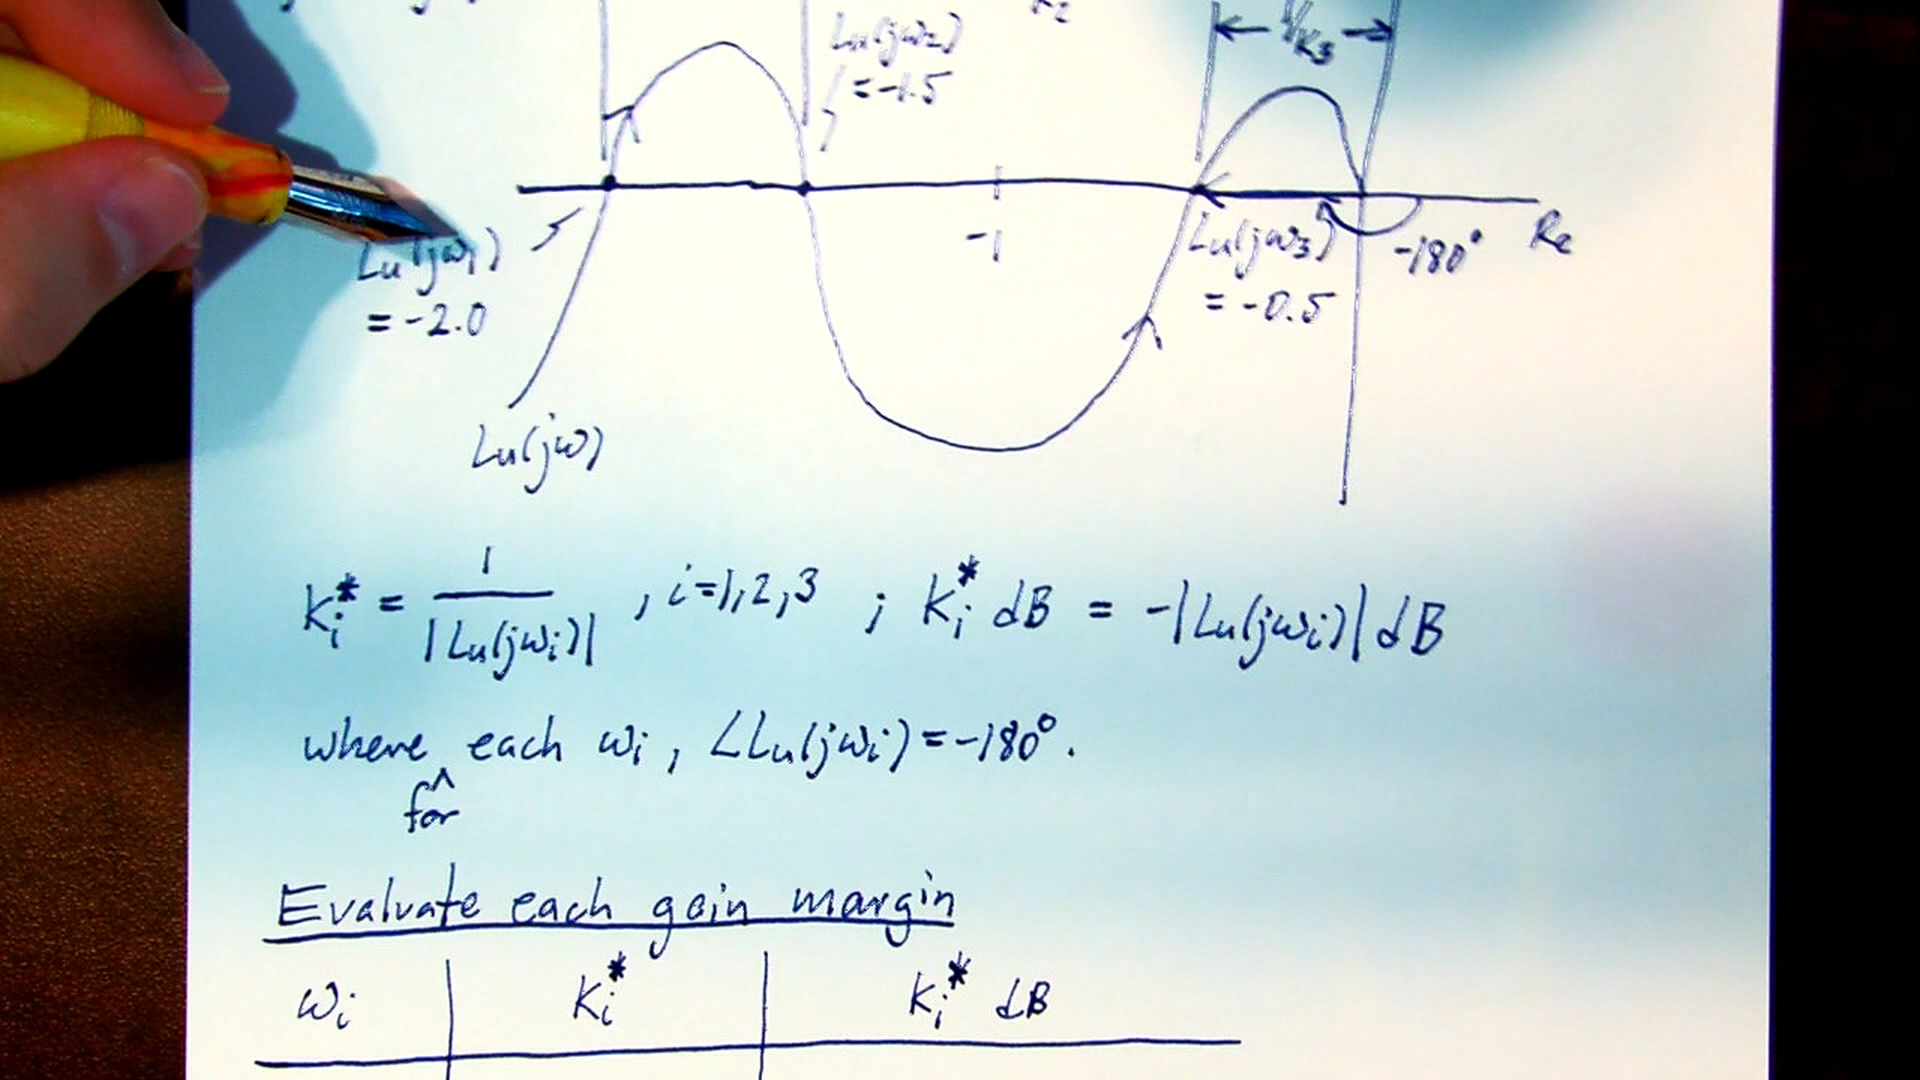 Lu(jω2)
= -1.5
1/K3
-1
Lu(jω1)
= -2.0
Lu(jω3)
= -0.5
-180°
Re
Lu(jω)
Ki* = 1 / |Lu(jωi)| , i=1,2,3 ; Ki* dB = -|Lu(jωi)| dB
where each ωi, ∠Lu(jωi) = -180°.
^
for
Evaluate each gain margin
ωi Ki* Ki* dB